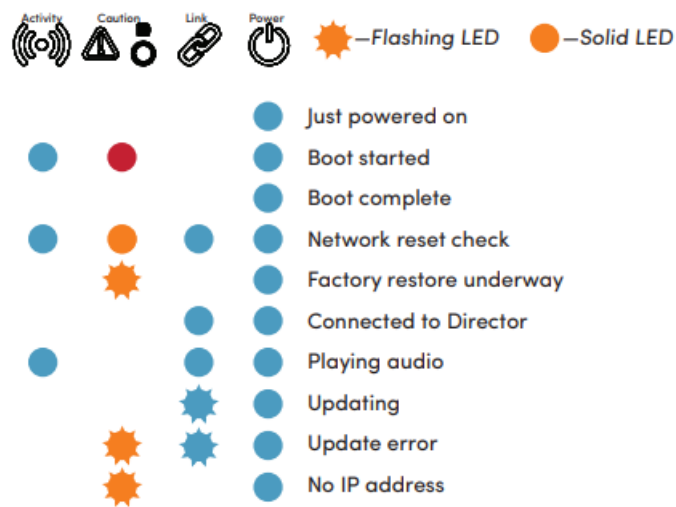 Activity Caution Link Power
–Flashing LED –Solid LED
Just powered on
Boot started
Boot complete
Network reset check
Factory restore underway
Connected to Director
Playing audio
Updating
Update error
No IP address